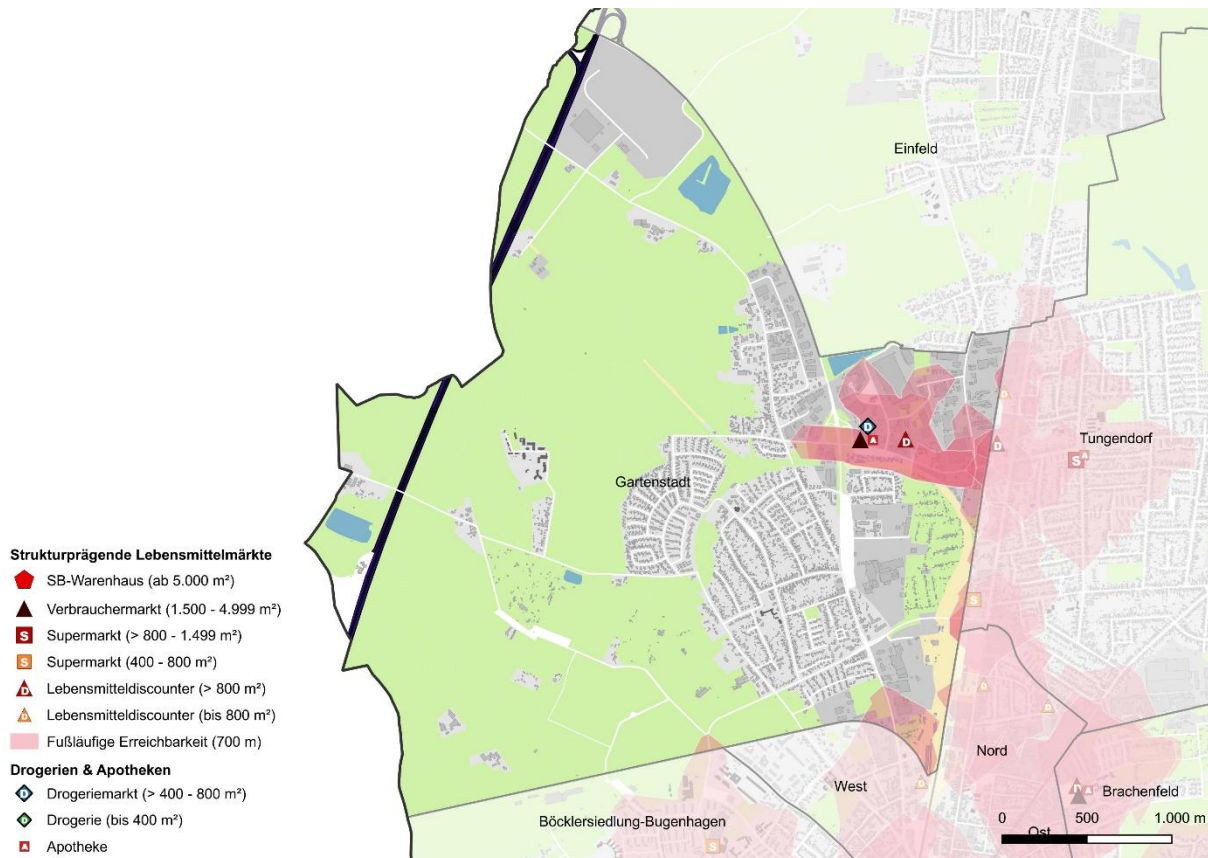 Einfeld
Tungendorf
Gartenstadt
Nord
West
Brachenfeld
Böcklersiedlung-Bugenhagen
Ost
0 500 1.000 m
Strukturprägende Lebensmittelmärkte
SB-Warenhaus (ab 5.000 m²)
Verbrauchermarkt (1.500 - 4.999 m²)
S Supermarkt (> 800 - 1.499 m²)
S Supermarkt (400 - 800 m²)
D Lebensmitteldiscounter (> 800 m²)
D Lebensmitteldiscounter (bis 800 m²)
Fußläufige Erreichbarkeit (700 m)
Drogerien & Apotheken
D Drogeriemarkt (> 400 - 800 m²)
D Drogerie (bis 400 m²)
A Apotheke